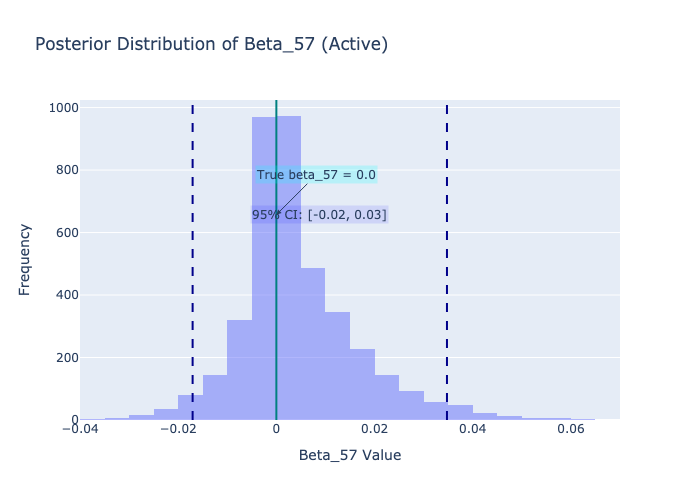 Posterior Distribution of Beta_57 (Active)
1000
800
True beta_57 = 0.0
95% CI: [-0.02, 0.03]
600
400
200
0
Frequency
−0.04
−0.02
0
0.02
0.04
0.06
Beta_57 Value